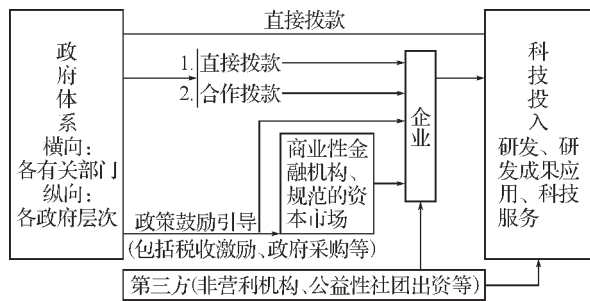 直接拨款
政
府
体
系
横向:
各有关部门
纵向:
各政府层次
1.直接拨款
2.合作拨款
企
业
商业性金
融机构、
规范的资
本市场
政策鼓励引导
(包括税收激励、政府采购等)
第三方(非营利机构、公益性社团出资等)
科
技
投
入
研发、研
发成果应
用、科技
服务